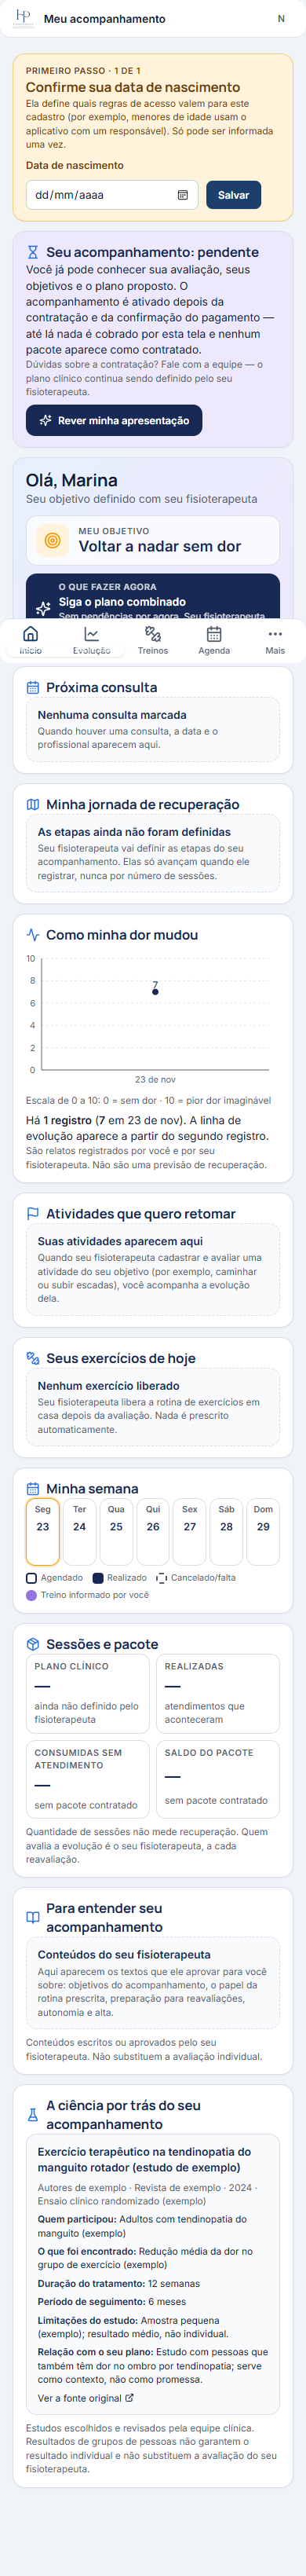 HP
Meu acompanhamento
N
PRIMEIRO PASSO · 1 DE 1
Confirme sua data de nascimento
Ela define quais regras de acesso valem para este
cadastro (por exemplo, menores de idade usam o
aplicativo com um responsável). Só pode ser informada
uma vez.
Data de nascimento
dd/mm/aaaa
Salvar
Seu acompanhamento: pendente
Você já pode conhecer sua avaliação, seus
objetivos e o plano proposto. O
acompanhamento é ativado depois da
contratação e da confirmação do pagamento —
até lá nada é cobrado por esta tela e nenhum
pacote aparece como contratado.
Dúvidas sobre a contratação? Fale com a equipe — o
plano clínico continua sendo definido pelo seu
fisioterapeuta.
Rever minha apresentação
Olá, Marina
Seu objetivo definido com seu fisioterapeuta
MEU OBJETIVO
Voltar a nadar sem dor
O QUE FAZER AGORA
Siga o plano combinado
Sem pendências por agora. Seu fisioterapeuta
Início
Evolução
Treinos
Agenda
Mais
Próxima consulta
Nenhuma consulta marcada
Quando houver uma consulta, a data e o
profissional aparecem aqui.
Minha jornada de recuperação
As etapas ainda não foram definidas
Seu fisioterapeuta vai definir as etapas do seu
acompanhamento. Elas só avançam quando ele
registrar, nunca por número de sessões.
Como minha dor mudou
10
8
6
4
2
0
7
23 de nov
Escala de 0 a 10: 0 = sem dor · 10 = pior dor imaginável
Há 1 registro (7 em 23 de nov). A linha de
evolução aparece a partir do segundo registro.
São relatos registrados por você e por seu
fisioterapeuta. Não são uma previsão de recuperação.
Atividades que quero retomar
Suas atividades aparecem aqui
Quando seu fisioterapeuta cadastrar e avaliar uma
atividade do seu objetivo (por exemplo, caminhar
ou subir escadas), você acompanha a evolução
dela.
Seus exercícios de hoje
Nenhum exercício liberado
Seu fisioterapeuta libera a rotina de exercícios em
casa depois da avaliação. Nada é prescrito
automaticamente.
Minha semana
Seg Ter Qua Qui Sex Sáb Dom
23 24 25 26 27 28 29
Agendado Realizado Cancelado/falta
Treino informado por você
Sessões e pacote
PLANO CLÍNICO
—
ainda não definido pelo
fisioterapeuta
REALIZADAS
—
atendimentos que
aconteceram
CONSUMIDAS SEM
ATENDIMENTO
—
sem pacote contratado
SALDO DO PACOTE
—
sem pacote contratado
Quantidade de sessões não mede recuperação. Quem
avalia a evolução é o seu fisioterapeuta, a cada
reavaliação.
Para entender seu
acompanhamento
Conteúdos do seu fisioterapeuta
Aqui aparecem os textos que ele aprovar para você
sobre: objetivos do acompanhamento, o papel da
rotina prescrita, preparação para reavaliações,
autonomia e alta.
Conteúdos escritos ou aprovados pelo seu
fisioterapeuta. Não substituem a avaliação individual.
A ciência por trás do seu
acompanhamento
Exercício terapêutico na tendinopatia do
manguito rotador (estudo de exemplo)
Autores de exemplo · Revista de exemplo · 2024 ·
Ensaio clínico randomizado (exemplo)
Quem participou: Adultos com tendinopatia do
manguito (exemplo)
O que foi encontrado: Redução média da dor no
grupo de exercício (exemplo)
Duração do tratamento: 12 semanas
Período de seguimento: 6 meses
Limitações do estudo: Amostra pequena
(exemplo); resultado médio, não individual.
Relação com o seu plano: Estudo com pessoas que
também têm dor no ombro por tendinopatia; serve
como contexto, não como promessa.
Ver a fonte original
Estudos escolhidos e revisados pela equipe clínica.
Resultados de grupos de pessoas não garantem o
resultado individual e não substituem a avaliação do seu
fisioterapeuta.